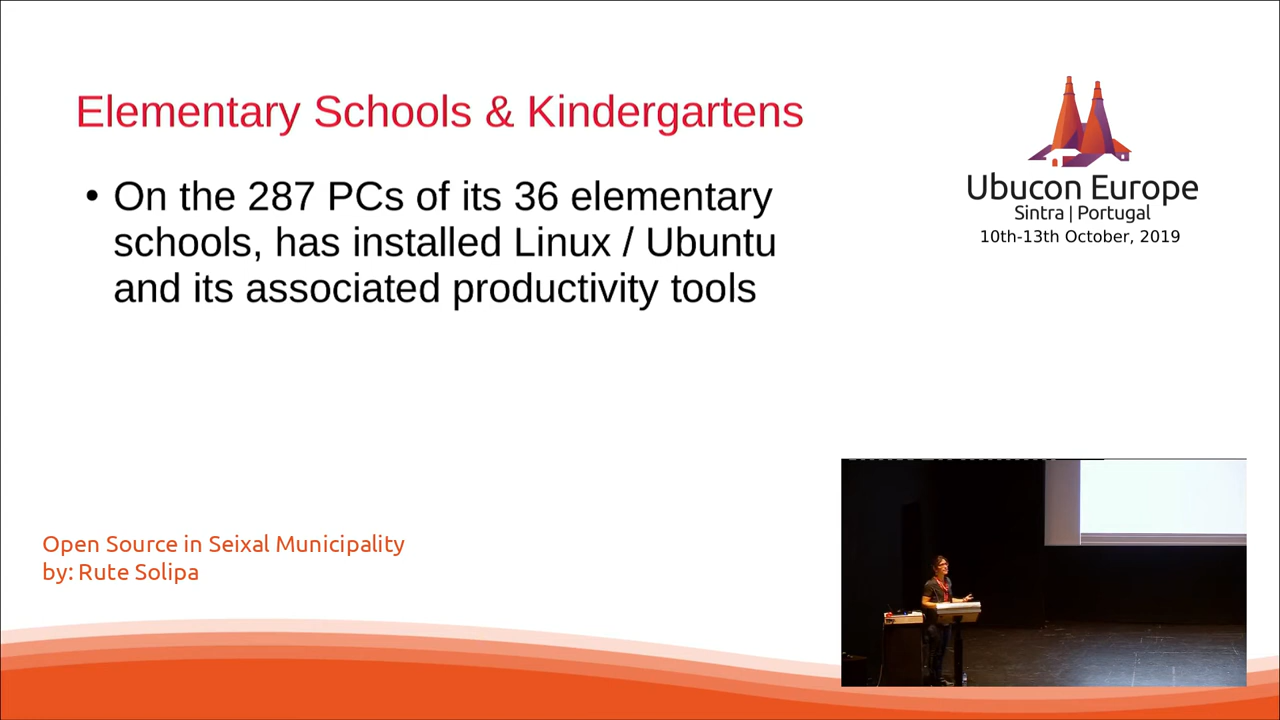 Elementary Schools & Kindergartens
• On the 287 PCs of its 36 elementary
schools, has installed Linux / Ubuntu
and its associated productivity tools
Ubucon Europe
Sintra | Portugal
10th-13th October, 2019
Open Source in Seixal Municipality
by: Rute Solipa